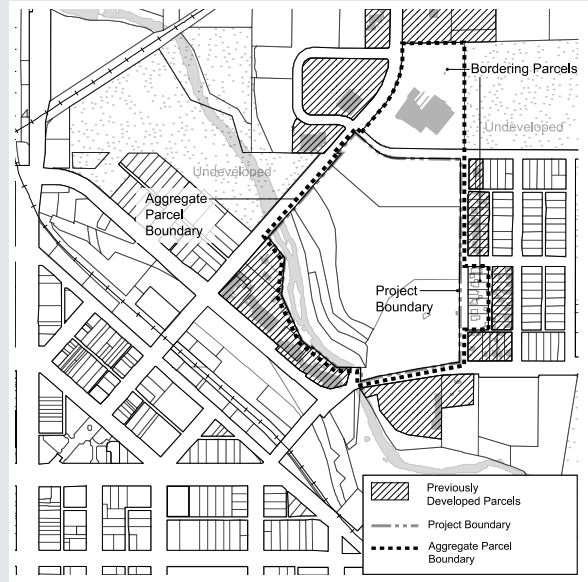 Bordering Parcels
Undeveloped
Undeveloped
Aggregate
Parcel
Boundary
Project
Boundary
Previously
Developed Parcels
Project Boundary
Aggregate Parcel
Boundary